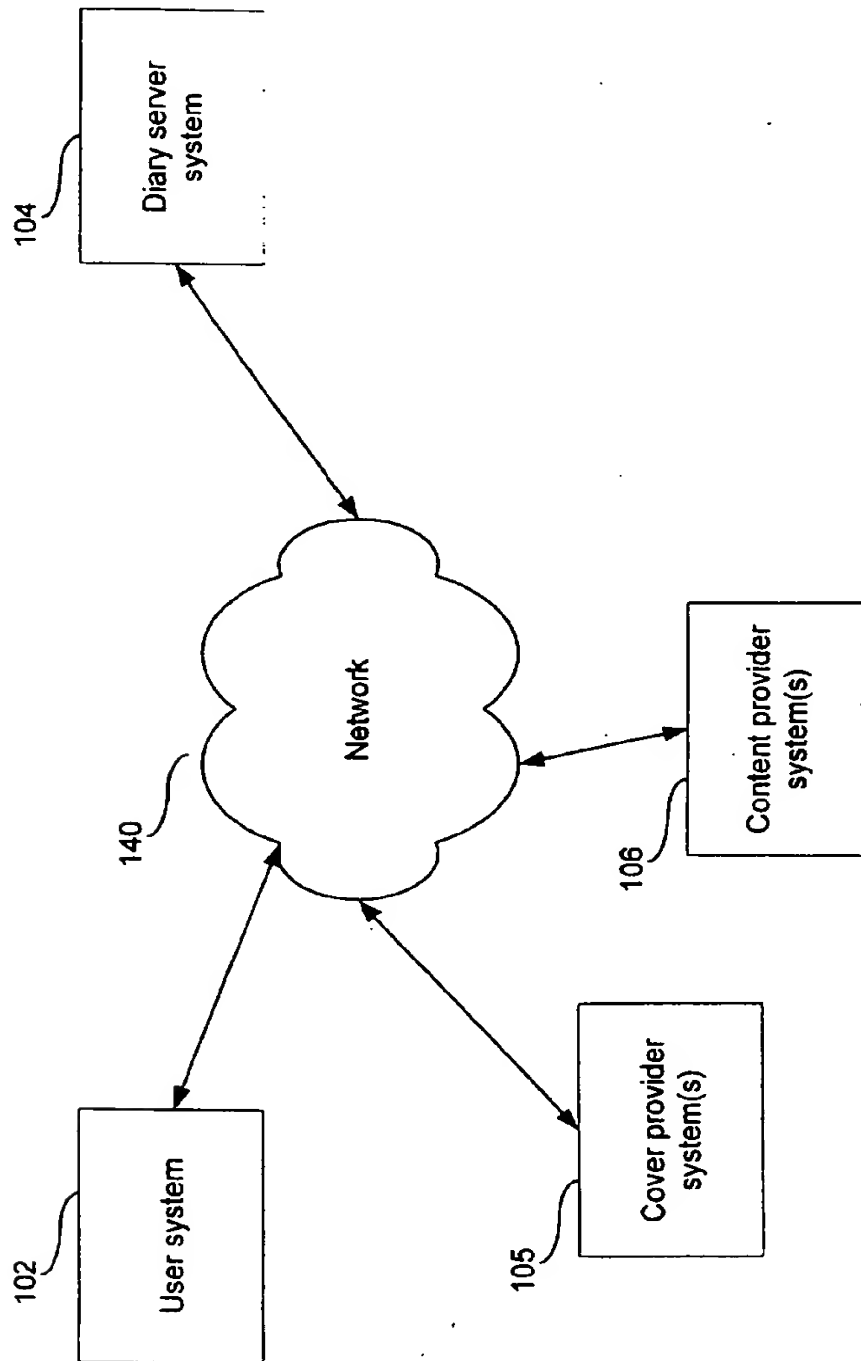 102
User system
140
Network
104
Diary server
system
105
Cover provider
system(s)
106
Content provider
system(s)